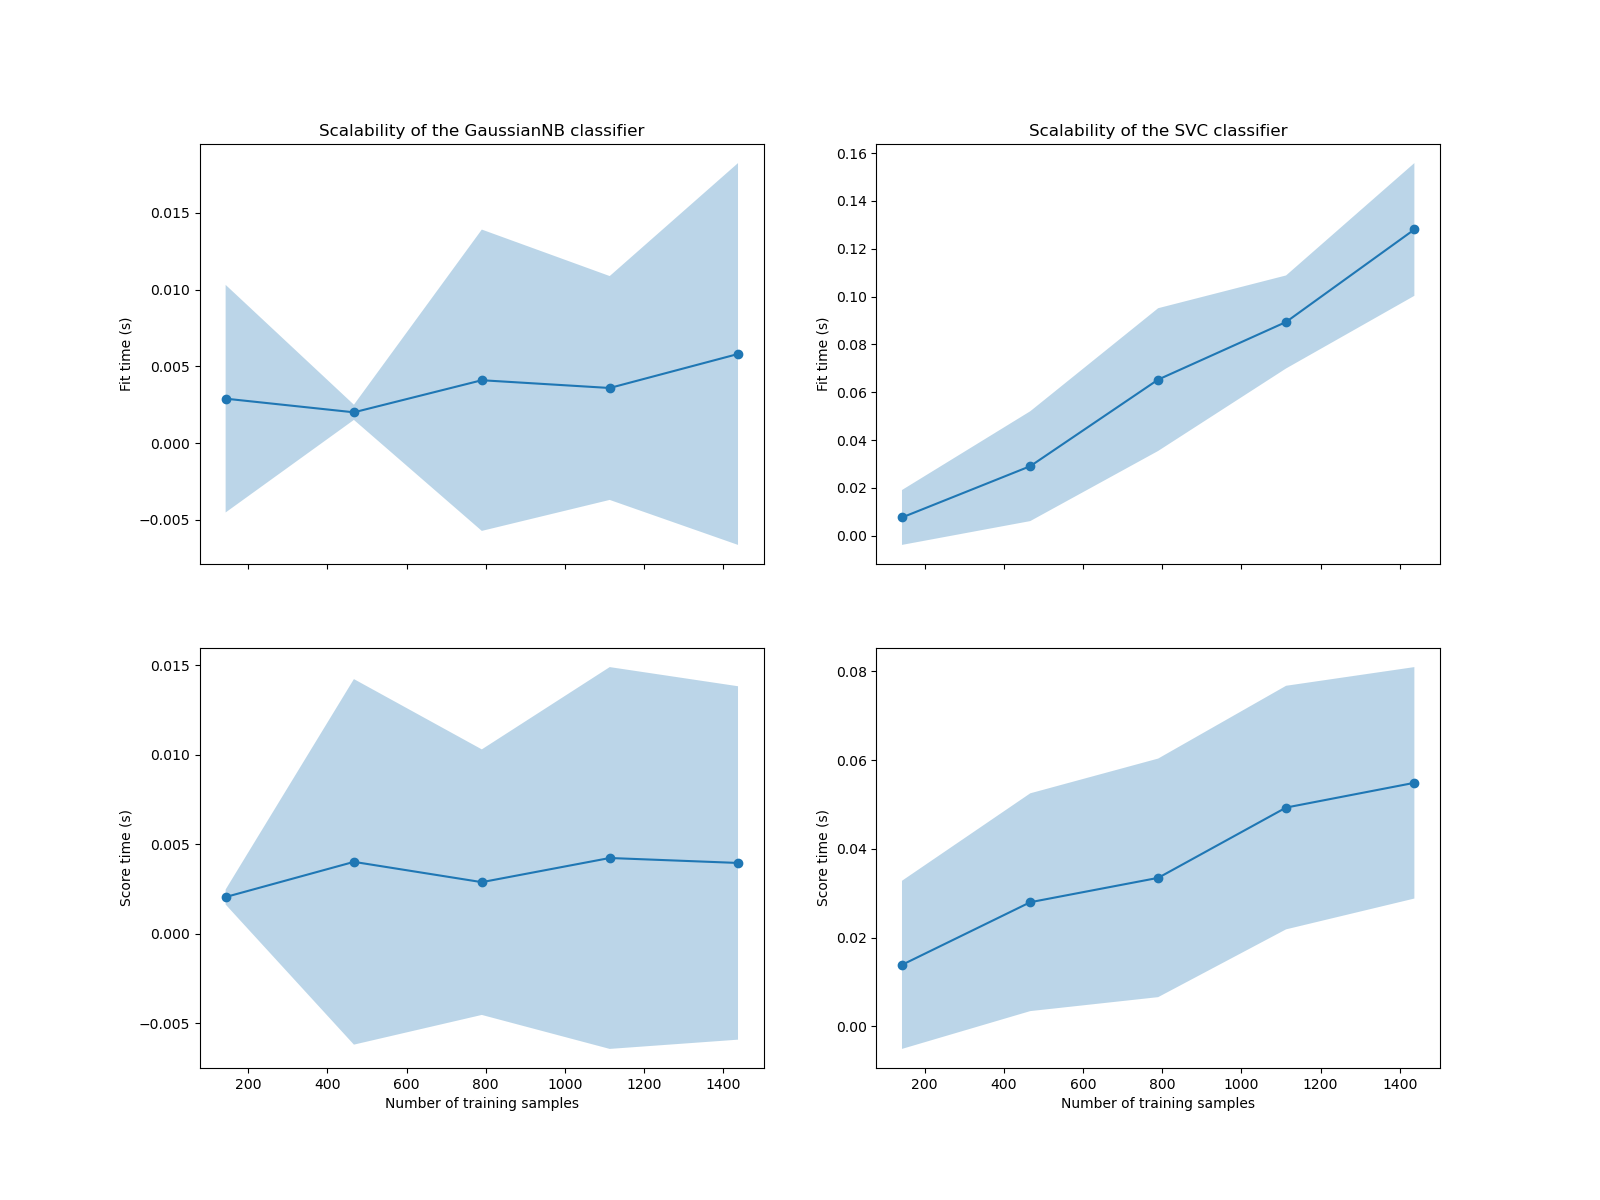 Scalability of the GaussianNB classifier
Scalability of the SVC classifier
0.015
0.010
0.005
0.000
−0.005
Fit time (s)
0.16
0.14
0.12
0.10
0.08
0.06
0.04
0.02
0.00
Fit time (s)
0.015
0.010
0.005
0.000
−0.005
Score time (s)
200 400 600 800 1000 1200 1400
Number of training samples
0.08
0.06
0.04
0.02
0.00
Score time (s)
200 400 600 800 1000 1200 1400
Number of training samples